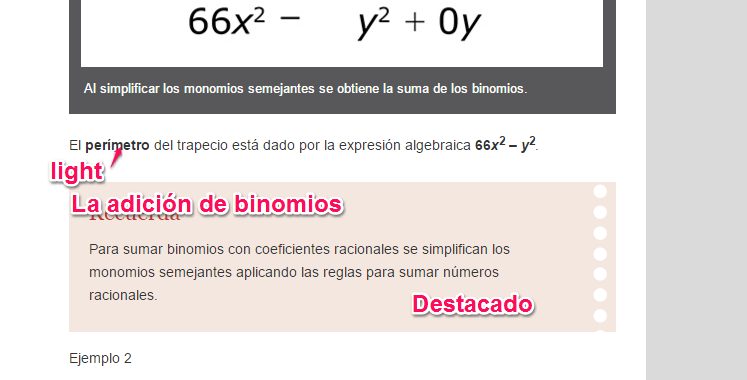 66x² − y² + 0y
Al simplificar los monomios semejantes se obtiene la suma de los binomios.
El perímetro del trapecio está dado por la expresión algebraica 66x² – y².
light
La adición de binomios
Recuerda
Para sumar binomios con coeficientes racionales se simplifican los
monomios semejantes aplicando las reglas para sumar números
racionales.
Destacado
Ejemplo 2